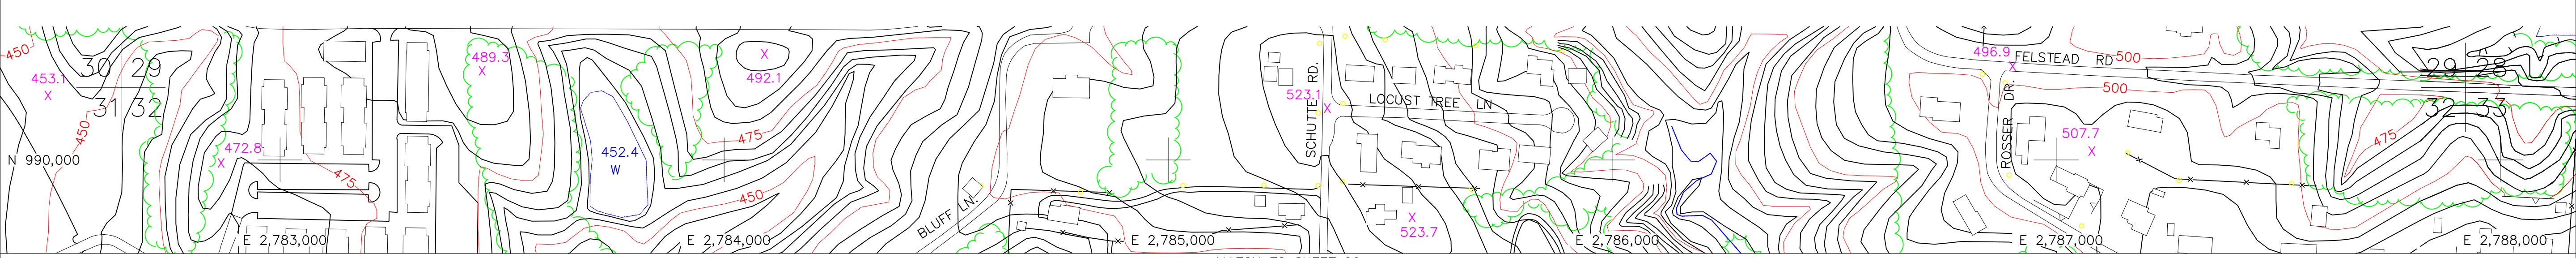 450
453.1
X
30 29
31 32
450
N 990,000
472.8
X
475
E 2,783,000
489.3
X
452.4
W
X
492.1
475
450
E 2,784,000
BLUFF LN.
E 2,785,000
SCHUTTE RD.
523.1
X
LOCUST TREE LN
X
523.7
E 2,786,000
496.9
X
FELSTEAD RD
500
500
ROSSER DR.
507.7
X
E 2,787,000
475
29 28
32 33
E 2,788,000